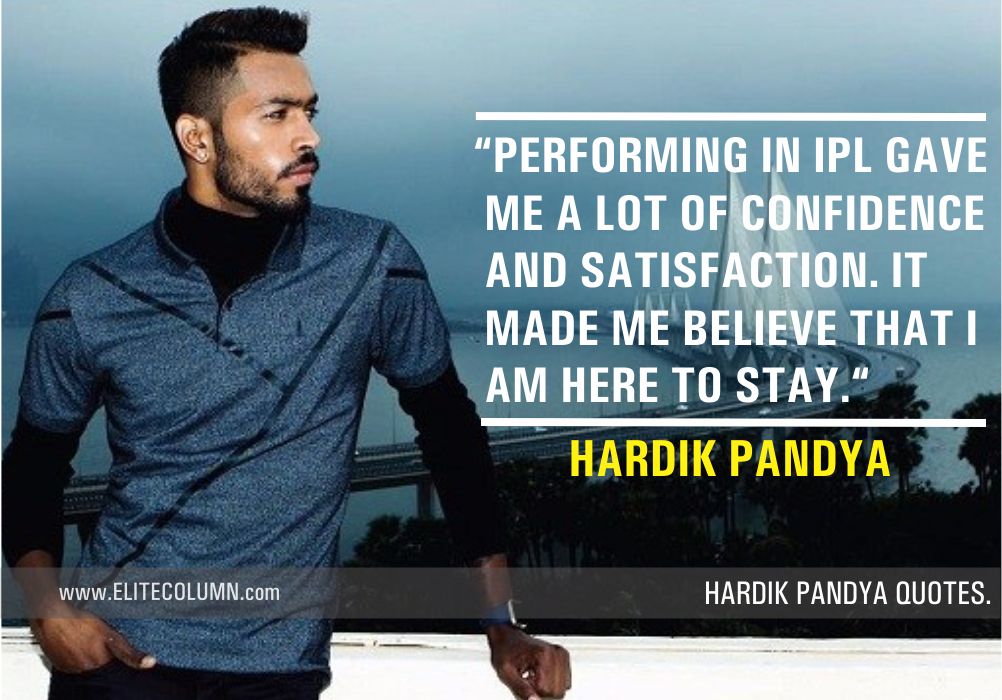 “PERFORMING IN IPL GAVE
ME A LOT OF CONFIDENCE
AND SATISFACTION. IT
MADE ME BELIEVE THAT I
AM HERE TO STAY.“
HARDIK PANDYA
www.ELITECOLUMN.com
HARDIK PANDYA QUOTES.